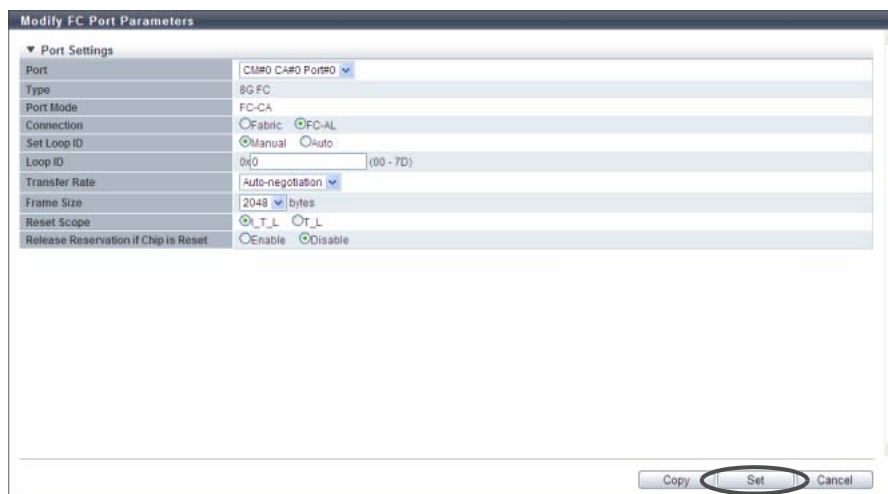 Modify FC Port Parameters
▼ Port Settings
Port CM#0 CA#0 Port#0
Type 8G FC
Port Mode FC-CA
Connection Fabric FC-AL
Set Loop ID Manual Auto
Loop ID 0x0 (00 - 7D)
Transfer Rate Auto-negotiation
Frame Size 2048 bytes
Reset Scope I_T_L T_L
Release Reservation if Chip is Reset Enable Disable
Copy Set Cancel